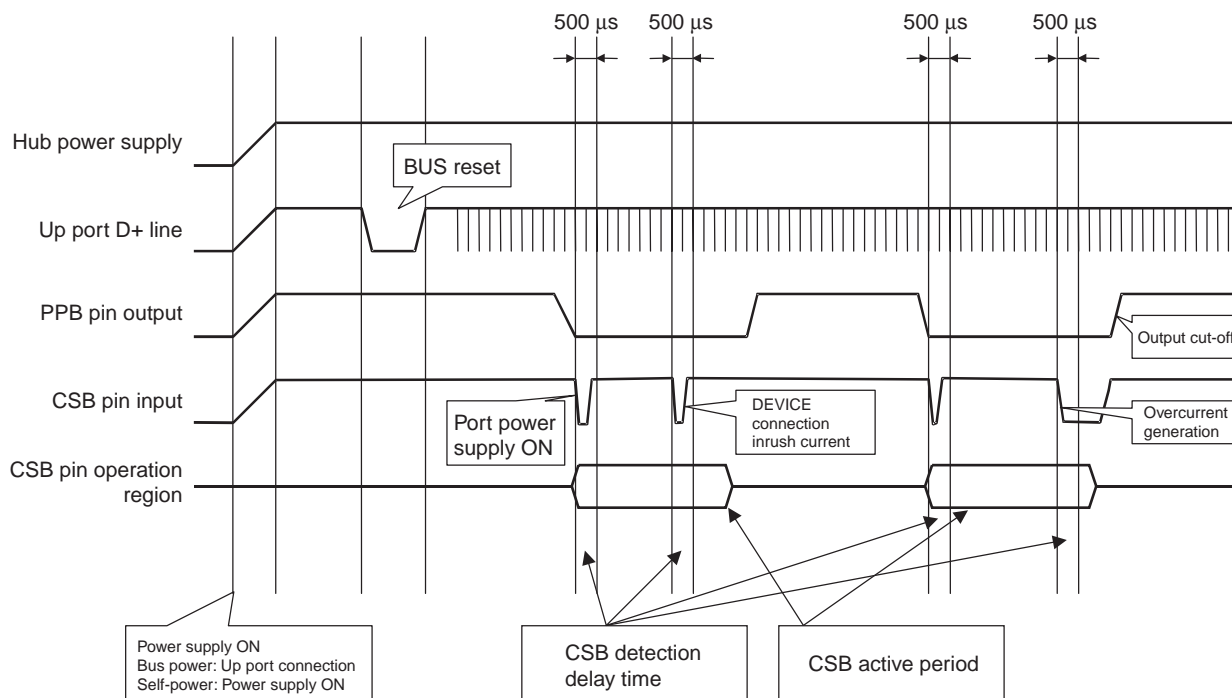 500 μs
500 μs
500 μs
500 μs
Hub power supply
BUS reset
Up port D+ line
PPB pin output
Output cut-off
CSB pin input
Port power
supply ON
DEVICE
connection
inrush current
Overcurrent
generation
CSB pin operation
region
Power supply ON
Bus power: Up port connection
Self-power: Power supply ON
CSB detection
delay time
CSB active period